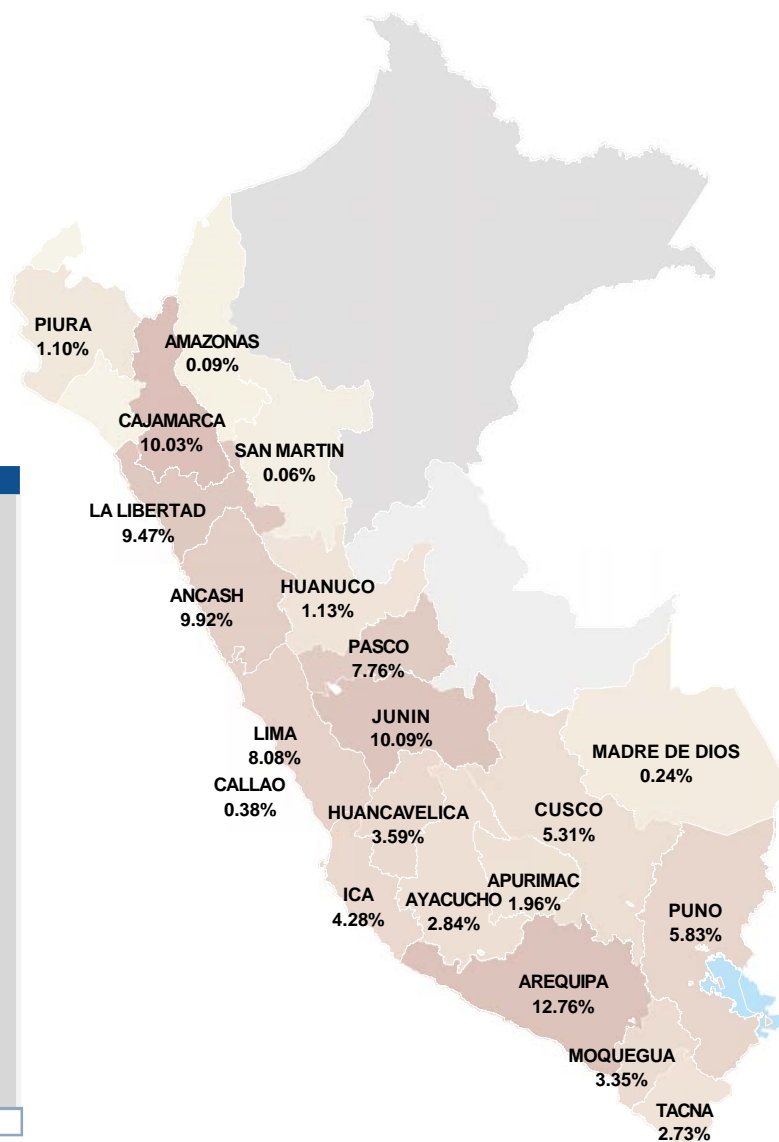 PIURA
1.10%
AMAZONAS
0.09%
CAJAMARCA
10.03%
SAN MARTIN
0.06%
LA LIBERTAD
9.47%
ANCASH
9.92%
HUANUCO
1.13%
PASCO
7.76%
JUNIN
10.09%
LIMA
8.08%
CALLAO
0.38%
MADRE DE DIOS
0.24%
HUANCAVELICA
3.59%
CUSCO
5.31%
ICA
4.28%
AYACUCHO
2.84%
APURIMAC
1.96%
PUNO
5.83%
AREQUIPA
12.76%
MOQUEGUA
3.35%
TACNA
2.73%